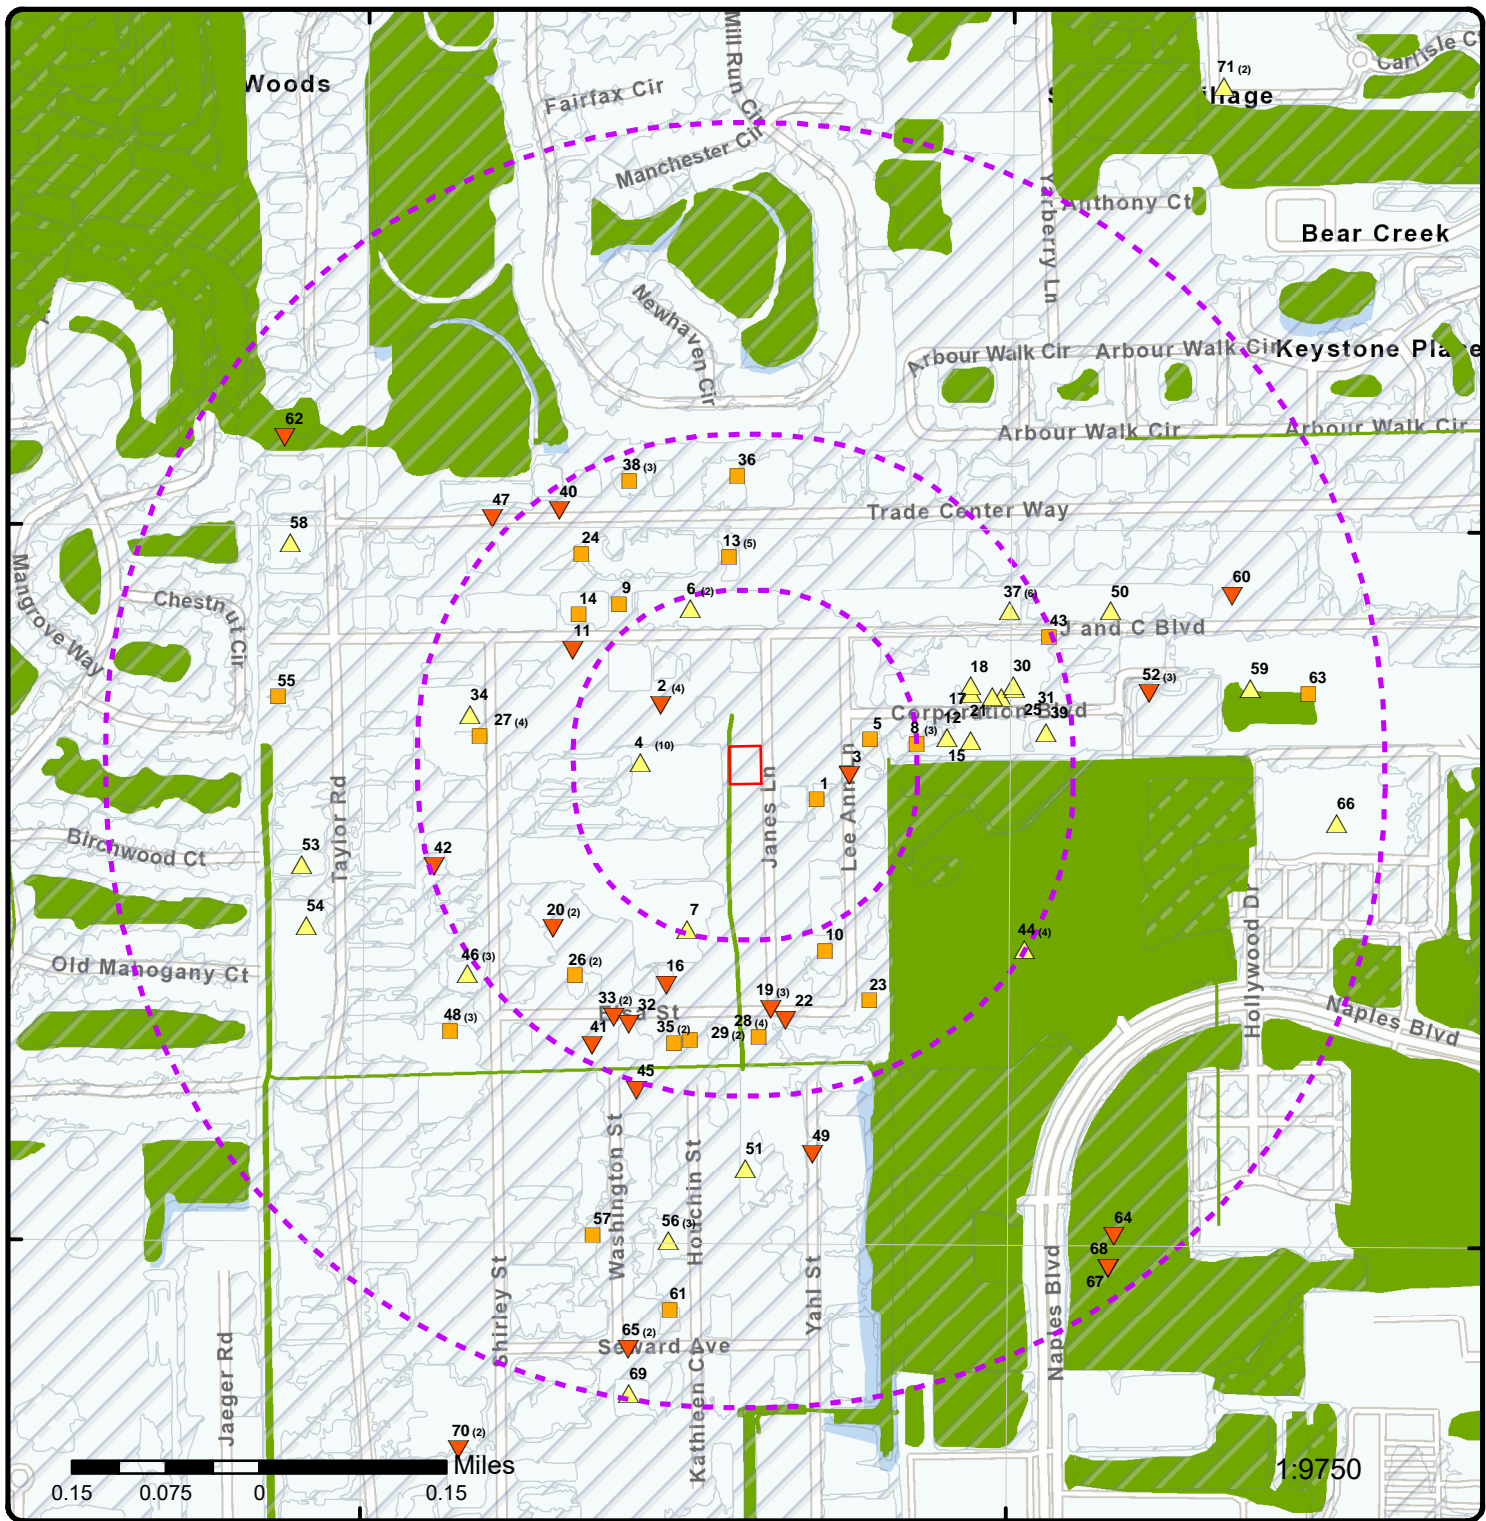 Woods
Fairfax Cir
Mill Run Cir
Manchester Cir
Newhaven Cir
71 (2)
Carlisle Ct
S
illage
Yarberry Ln
Anthony Ct
Bear Creek
Arbour Walk Cir
Arbour Walk Cir
Keystone Place
Arbour Walk Cir
Arbour Walk Cir
62
38 (3)
36
47
40
Trade Center Way
58
24
13 (5)
Mangrove Way
Chestnut Cir
14
9
6 (2)
37 (6)
50
60
43
J and C Blvd
11
55
34
27 (4)
2 (4)
18
30
17
21
25
31
39
52 (3)
59
63
Corporation Blvd
4 (10)
5
8 (3)
12
15
3
1
Janes Ln
Lee Ann Ln
Taylor Rd
66
Birchwood Ct
53
42
54
20 (2)
7
10
44 (4)
Hollywood Dr
Old Mahogany Ct
46 (3)
26 (2)
16
23
48 (3)
33 (2)
32
Elsa St
19 (3)
22
41
35 (2)
29 (2)
28 (4)
Naples Blvd
45
49
51
Washington St
Houchin St
57
56 (3)
64
68
67
61
Shirley St
Yahl St
Naples Blvd
65 (2)
Seward Ave
69
Kathleen Ct
Jaeger Rd
70 (2)
Miles
0.15 0.075 0 0.15
1:9750